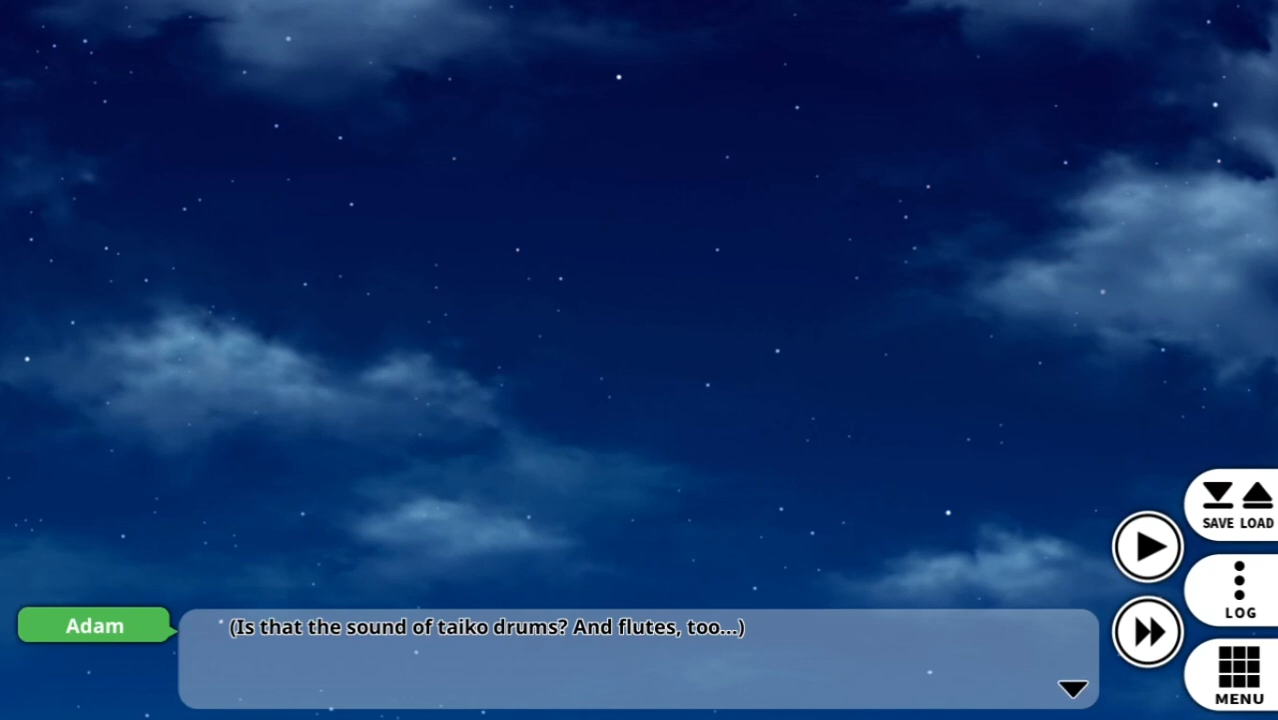 Adam
(Is that the sound of taiko drums? And flutes, too...)
SAVE LOAD
LOG
MENU